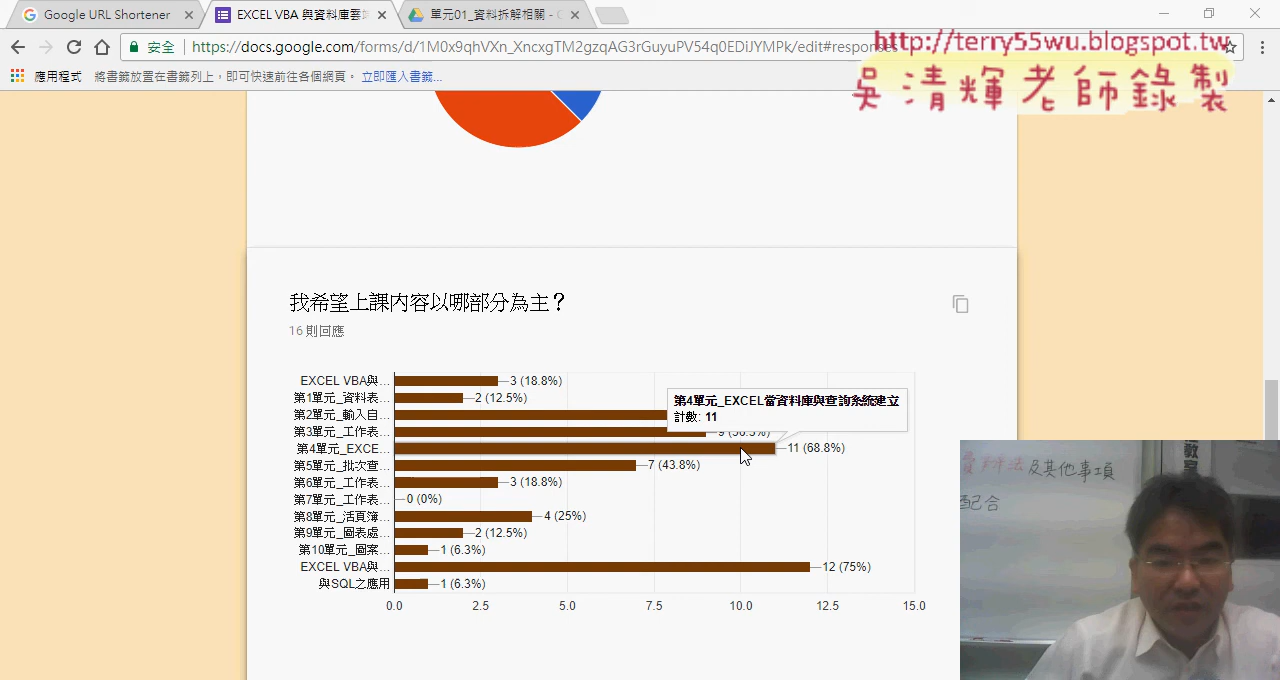 Google URL Shortener
EXCEL VBA 與資料庫雲端
單元01_資料拆解相關 - G
安全 https://docs.google.com/forms/d/1M0x9qhVXn_XncxgTM2gzqAG3rGuyuPV54q0EDiJYMPk/edit#responses
http://terry55wu.blogspot.tw
吳清輝老師錄製
應用程式 將書籤放置在書籤列上，即可快速前往各個網頁。 立即匯入書籤...
我希望上課內容以哪部分為主？
16 則回應
EXCEL VBA與... 3 (18.8%)
第1單元_資料表... 2 (12.5%)
第2單元_輸入自...
第3單元_工作表... 9 (56.3%)
第4單元_EXCEL當資料庫與查詢系統建立
計數: 11
第4單元_EXCE... 11 (68.8%)
第5單元_批次查... 7 (43.8%)
第6單元_工作表... 3 (18.8%)
第7單元_工作表... 0 (0%)
第8單元_活頁簿... 4 (25%)
第9單元_圖表處... 2 (12.5%)
第10單元_圖案... 1 (6.3%)
EXCEL VBA與... 12 (75%)
與SQL之應用 1 (6.3%)
0.0 2.5 5.0 7.5 10.0 12.5 15.0
及其他事項
配合
教室